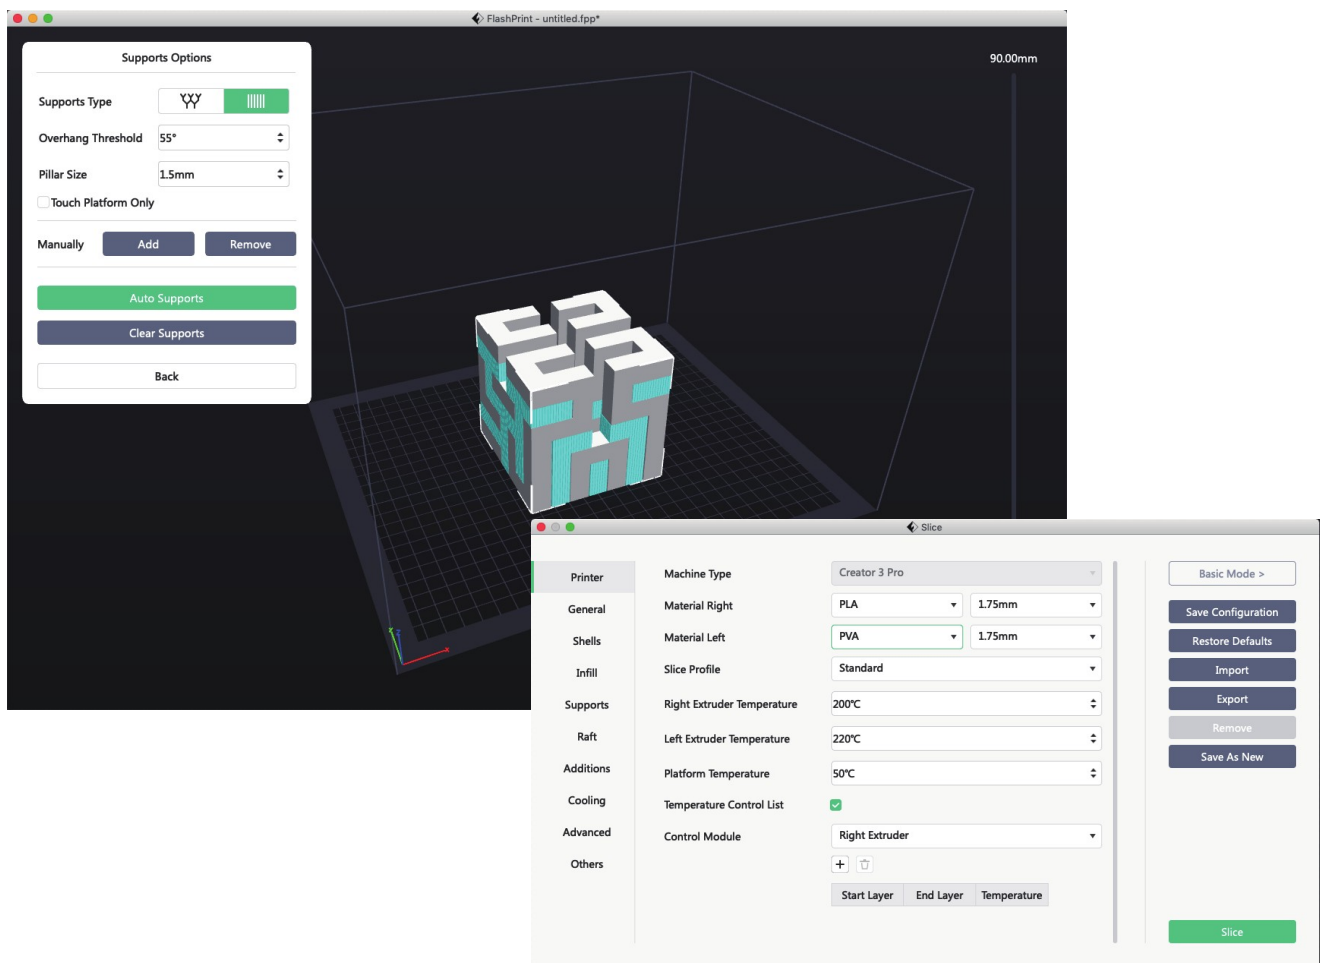 FlashPrint - untitled.fpp*
Supports Options
Supports Type
Overhang Threshold 55°
Pillar Size 1.5mm
Touch Platform Only
Manually Add Remove
Auto Supports
Clear Supports
Back
90.00mm
Slice
Printer
General
Shells
Infill
Supports
Raft
Additions
Cooling
Advanced
Others
Machine Type Creator 3 Pro
Material Right PLA 1.75mm
Material Left PVA 1.75mm
Slice Profile Standard
Right Extruder Temperature 200℃
Left Extruder Temperature 220℃
Platform Temperature 50℃
Temperature Control List
Control Module Right Extruder
+
Start Layer End Layer Temperature
Basic Mode >
Save Configuration
Restore Defaults
Import
Export
Remove
Save As New
Slice